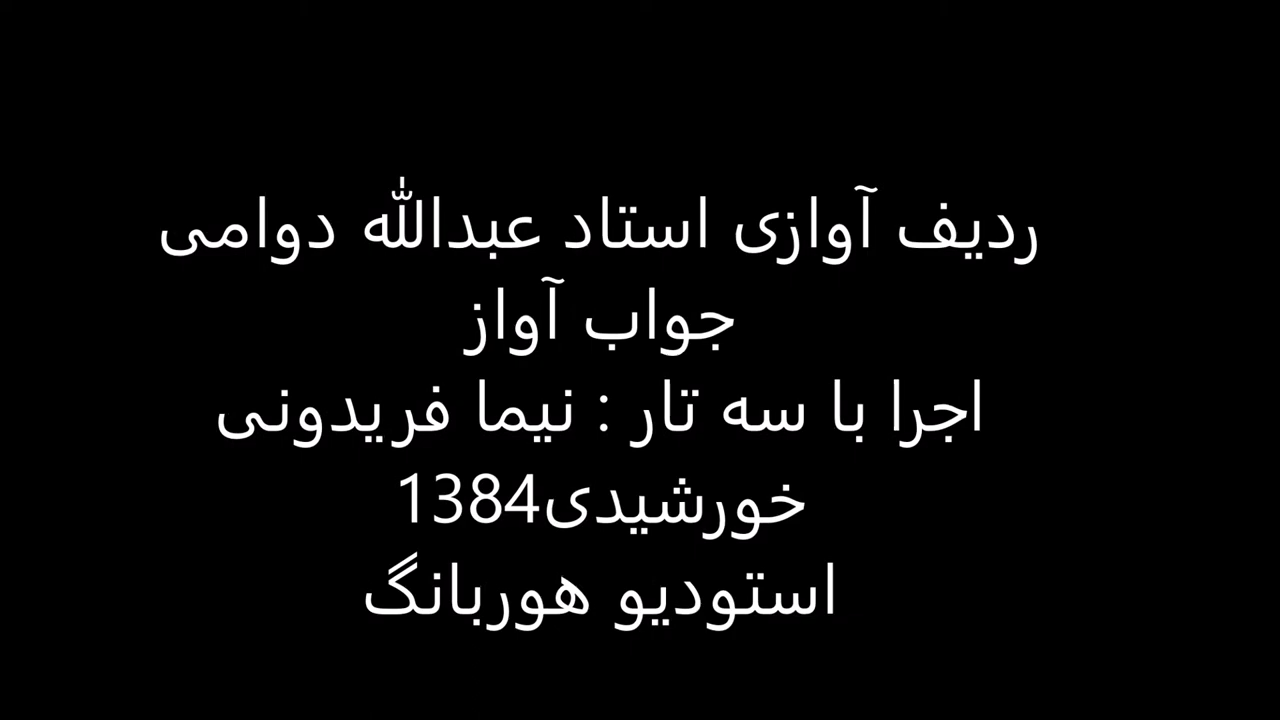 ردیف آوازی استاد عبدالله دوامی
جواب آواز
اجرا با سه تار : نیما فریدونی
خورشیدی1384
استودیو هوربانگ